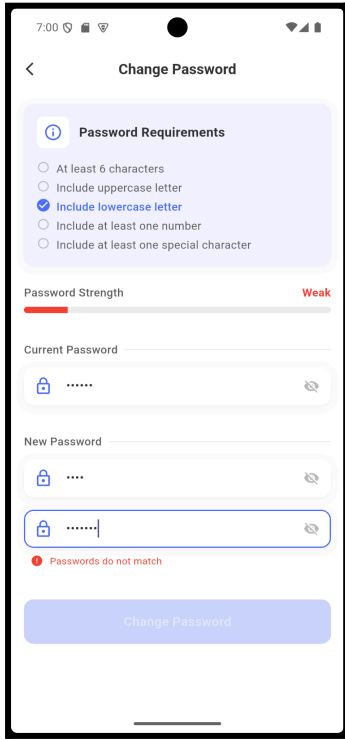 7:00
Change Password
Password Requirements
At least 6 characters
Include uppercase letter
Include lowercase letter
Include at least one number
Include at least one special character
Password Strength Weak
Current Password
••••••
New Password
••••
•••••••
Passwords do not match
Change Password